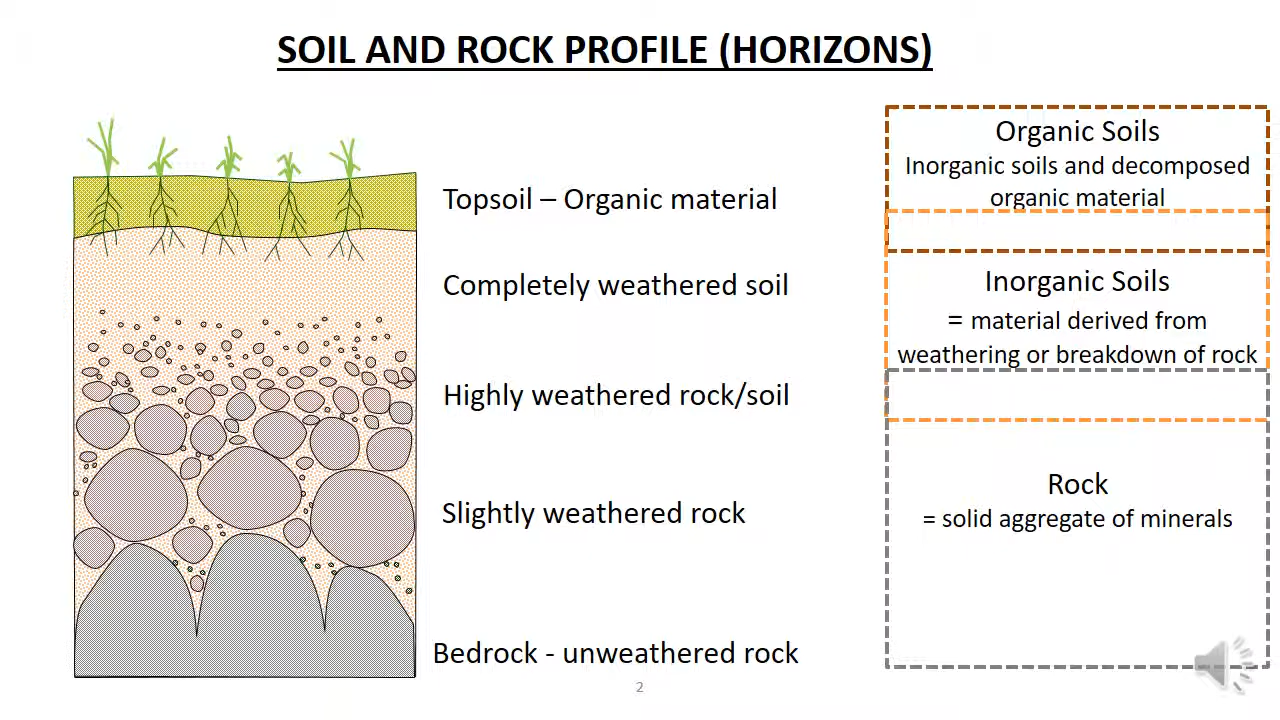 SOIL AND ROCK PROFILE (HORIZONS)
Topsoil – Organic material
Completely weathered soil
Highly weathered rock/soil
Slightly weathered rock
Bedrock - unweathered rock
Organic Soils
Inorganic soils and decomposed
organic material
Inorganic Soils
= material derived from
weathering or breakdown of rock
Rock
= solid aggregate of minerals
2